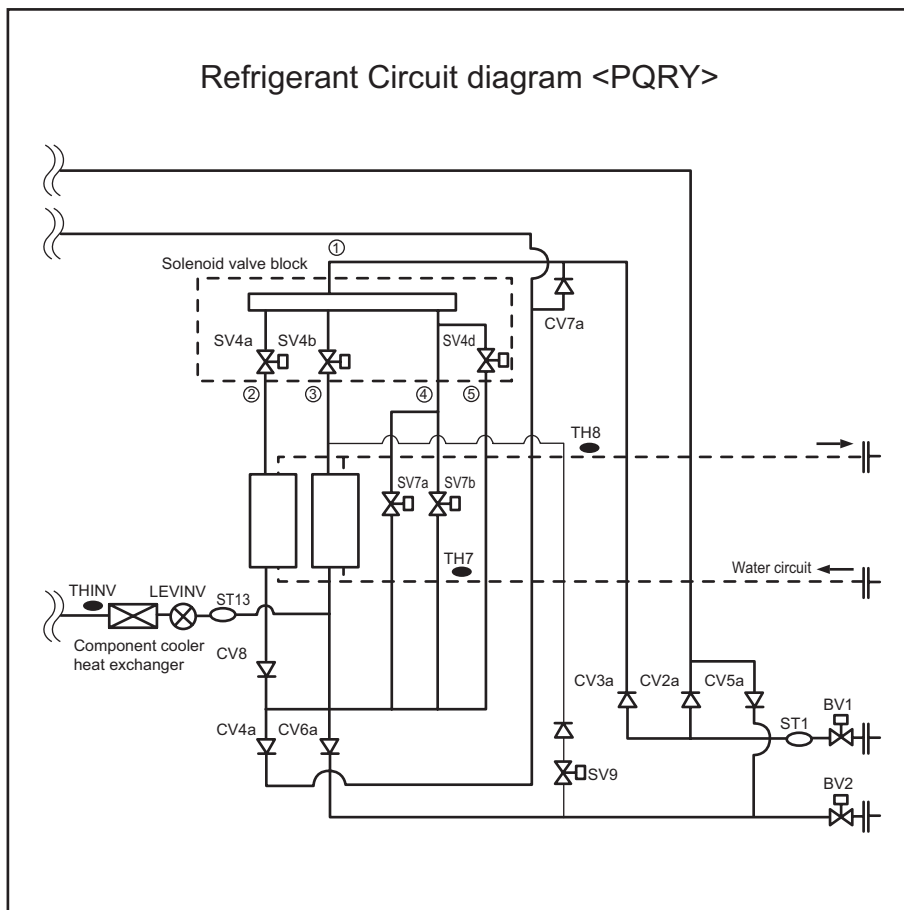 Refrigerant Circuit diagram <PQRY>
①
Solenoid valve block
CV7a
SV4a
SV4b
SV4d
②
③
④
⑤
TH8
SV7a
SV7b
TH7
Water circuit
THINV
LEVINV
ST13
Component cooler
heat exchanger
CV8
CV3a
CV2a
CV5a
CV4a
CV6a
ST1
BV1
SV9
BV2